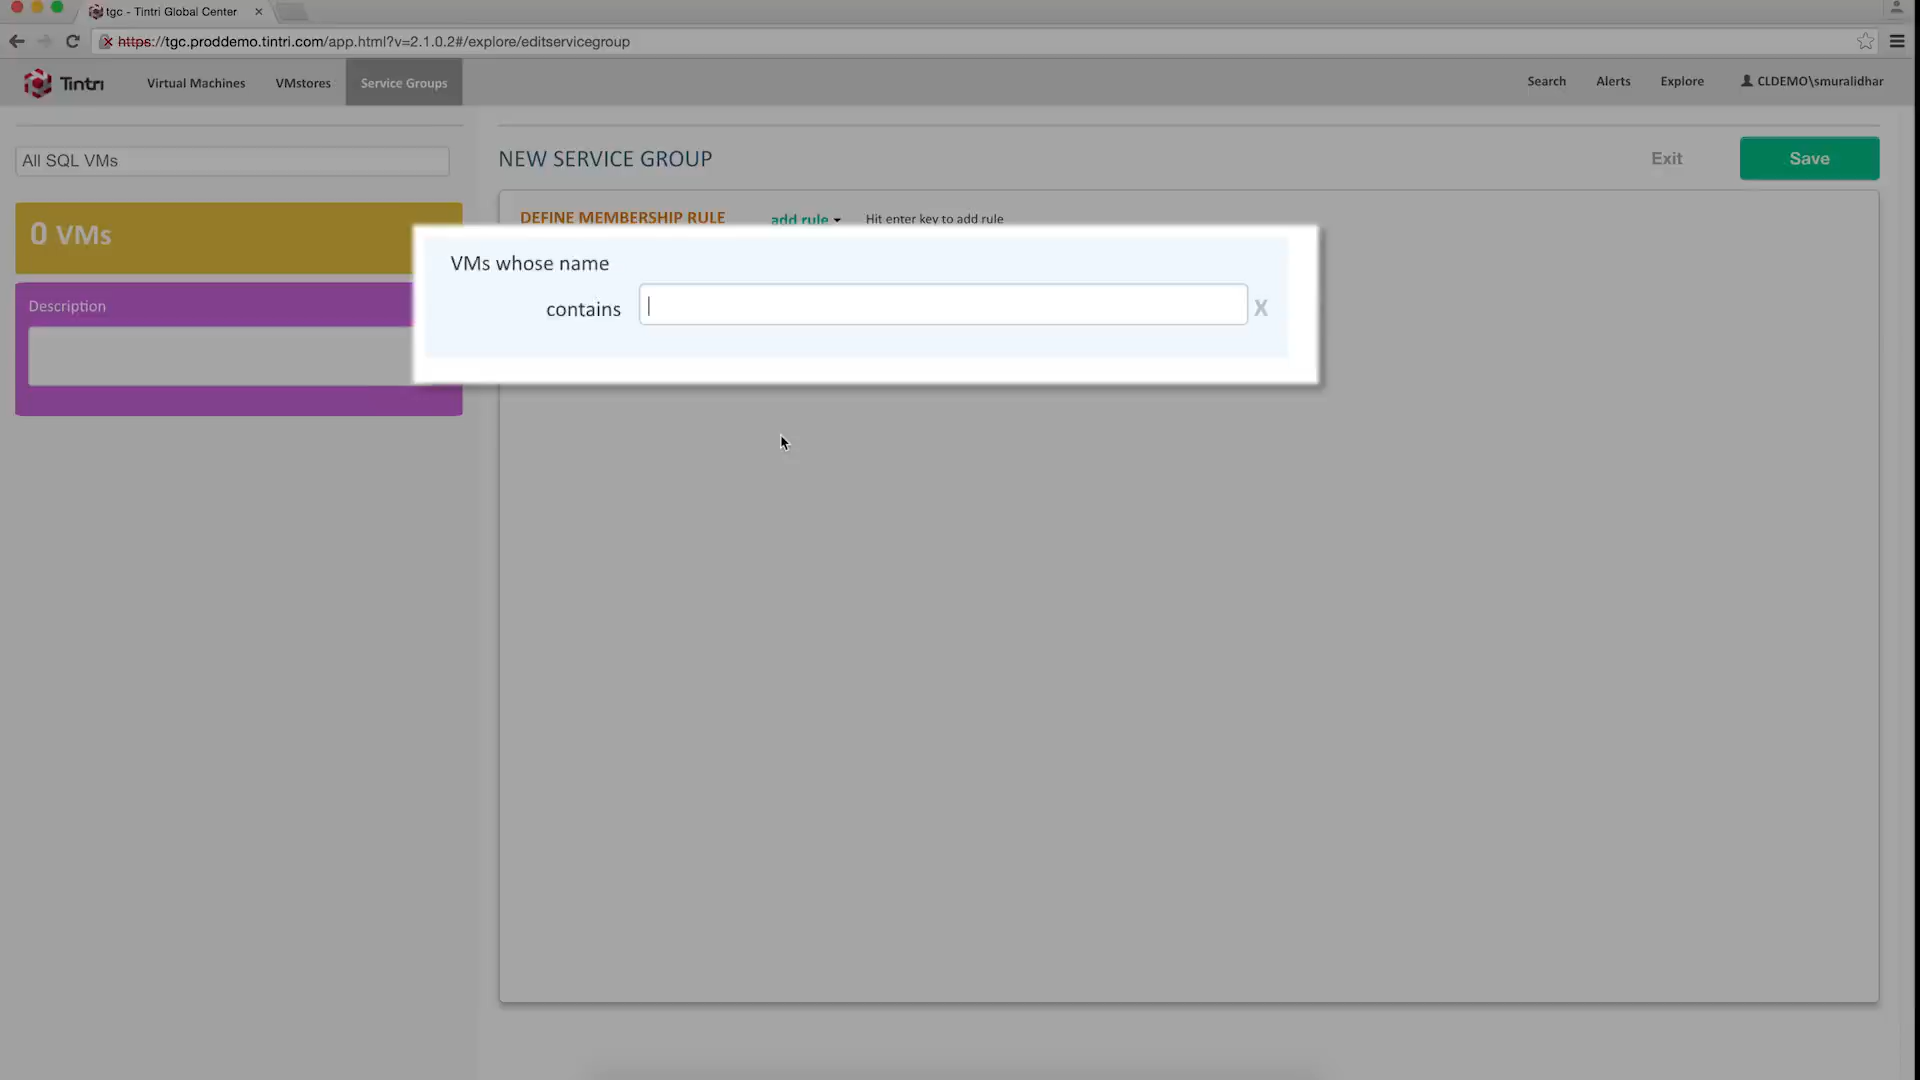 tgc - Tintri Global Center
https://tgc.proddemo.tintri.com/app.html?v=2.1.0.2#/explore/editservicegroup
Tintri Virtual Machines VMstores Service Groups Search Alerts Explore CLDEMO\smuralidhar
All SQL VMs
NEW SERVICE GROUP Exit Save
DEFINE MEMBERSHIP RULE add rule Hit enter key to add rule
0 VMs
VMs whose name
contains X
Description